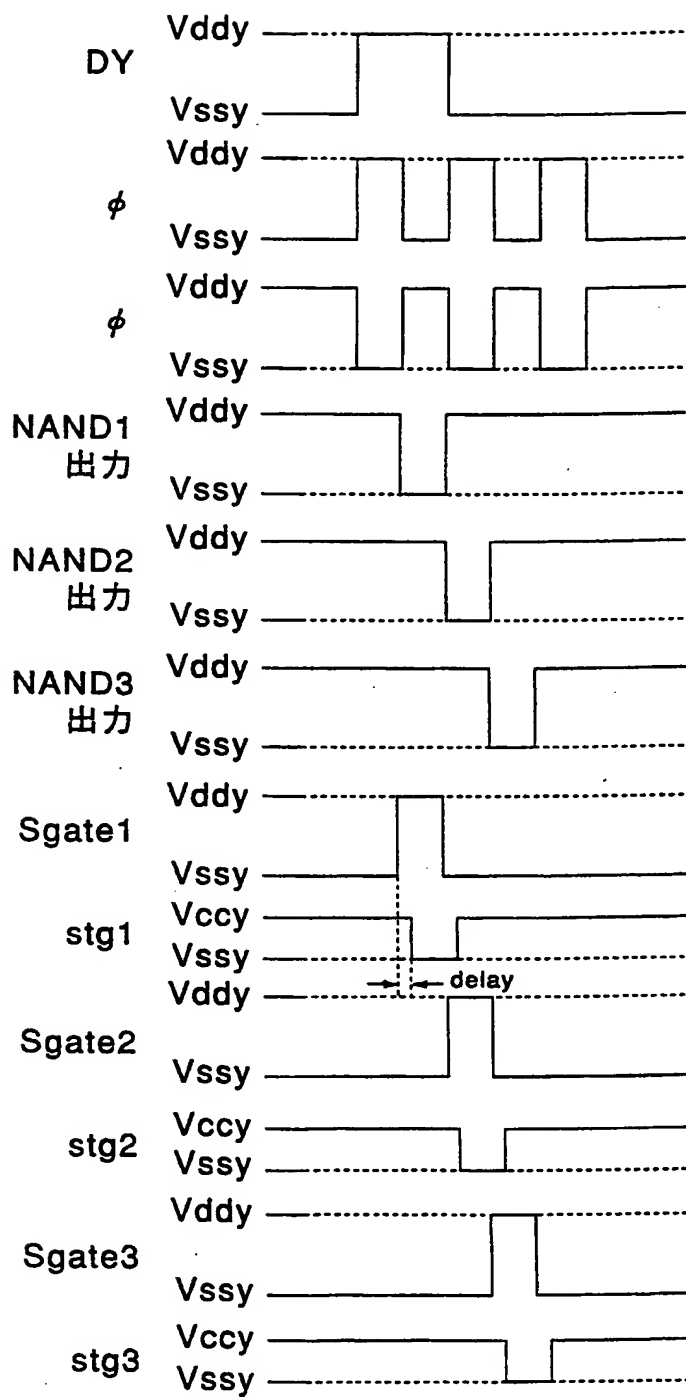 Vddy
DY
Vssy
Vddy
ϕ
Vssy
Vddy
ϕ
Vssy
Vddy
NAND1
出力
Vssy
Vddy
NAND2
出力
Vssy
Vddy
NAND3
出力
Vssy
Vddy
Sgate1
Vssy
Vccy
stg1
Vssy
delay
Vddy
Sgate2
Vssy
Vccy
stg2
Vssy
Vddy
Sgate3
Vssy
Vccy
stg3
Vssy